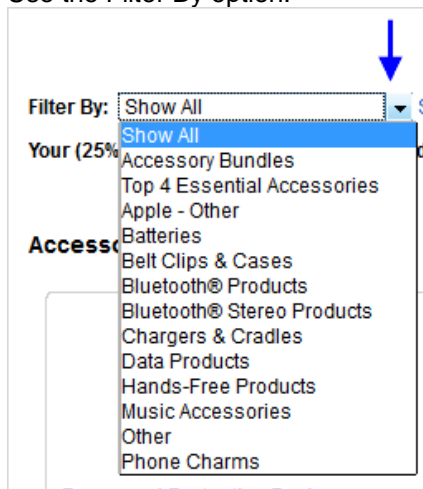 Use the Filter By option.
Filter By: Show All
Show All
Your (25%
Accessory Bundles
Top 4 Essential Accessories
Apple - Other
Batteries
Belt Clips & Cases
Bluetooth® Products
Bluetooth® Stereo Products
Chargers & Cradles
Data Products
Hands-Free Products
Music Accessories
Other
Phone Charms